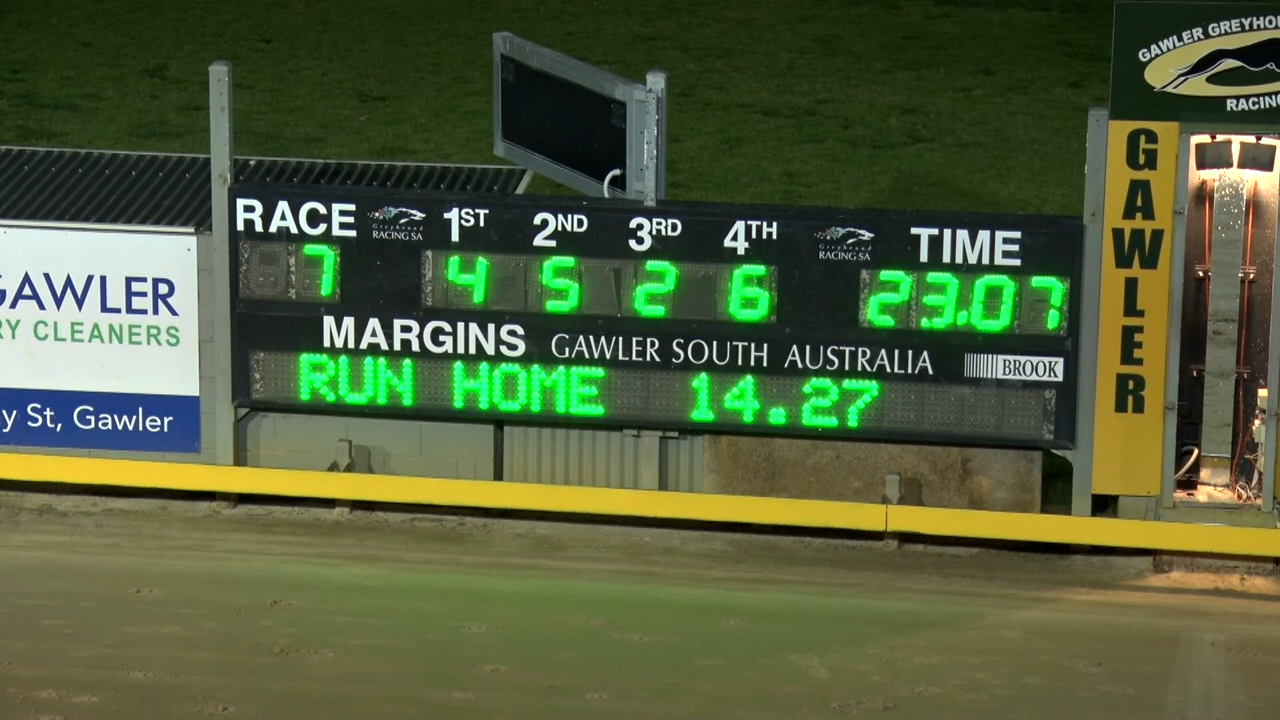 GAWLER GREYHO
RACING
GAWLER
RACE
Greyhound
RACING SA
1ST
2ND
3RD
4TH
Greyhound
RACING SA
TIME
7
4
5
2
6
23.07
MARGINS
GAWLER SOUTH AUSTRALIA
BROOK
RUN HOME 14.27
GAWLER
RY CLEANERS
y St, Gawler